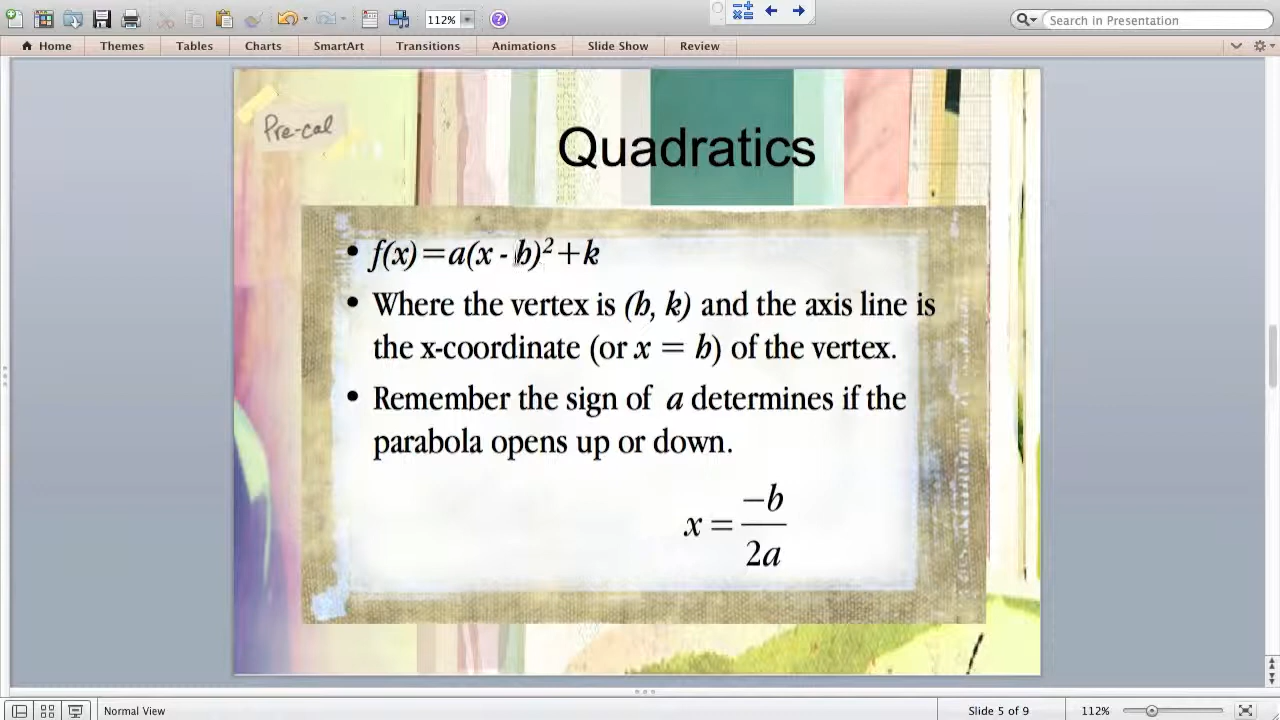 112%
Search in Presentation
Home Themes Tables Charts SmartArt Transitions Animations Slide Show Review
Pre-cal
Quadratics
• f(x)=a(x - h)²+k
• Where the vertex is (h, k) and the axis line is
the x-coordinate (or x = h) of the vertex.
• Remember the sign of a determines if the
parabola opens up or down.
x = −b/2a
Normal View Slide 5 of 9 112%